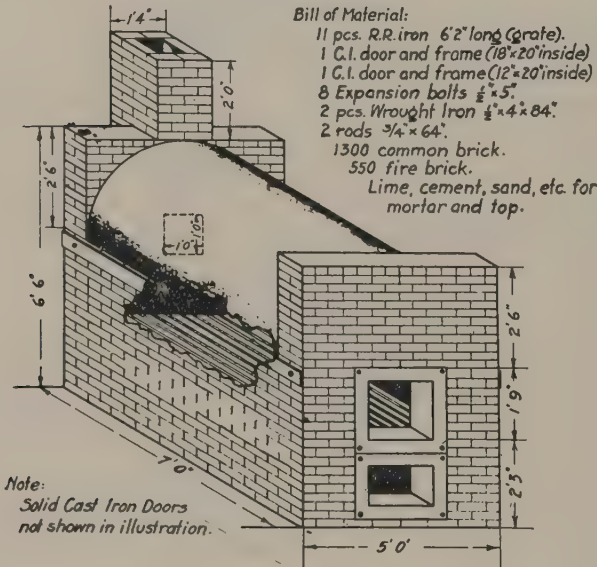 Bill of Material:
11 pcs. R.R. iron 6'2" long (grate).
1 C.I. door and frame (18"x20" inside)
1 C.I. door and frame (12"x20" inside)
8 Expansion bolts ½"x5".
2 pcs. Wrought Iron ½"x4"x84".
2 rods ¾"x64".
1300 common brick.
550 fire brick.
Lime, cement, sand, etc. for
mortar and top.
1'4"
2'0"
2'6"
6'6"
1'0"
1'0"
2'6"
1'9"
2'3"
7'0"
5'0"
Note:
Solid Cast Iron Doors
not shown in illustration.